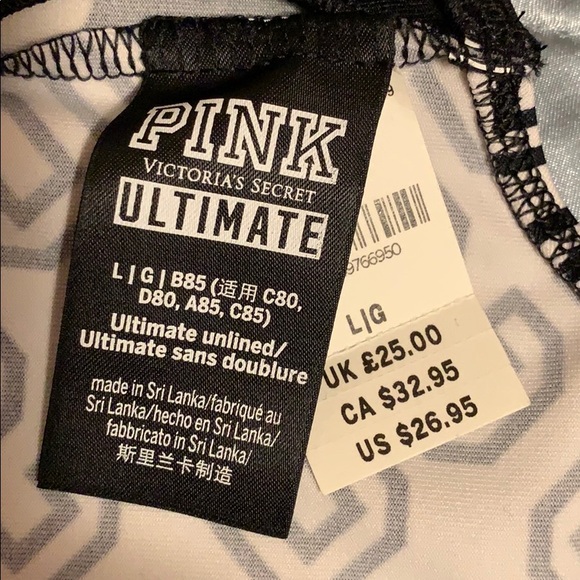 PINK
VICTORIA'S SECRET
ULTIMATE
L | G | B85 (适用 C80,
D80, A85, C85)
Ultimate unlined/
Ultimate sans doublure
made in Sri Lanka/fabriqué au
Sri Lanka/hecho en Sri Lanka/
fabbricato in Sri Lanka/
斯里兰卡制造
9766950
L|G
UK £25.00
CA $32.95
US $26.95